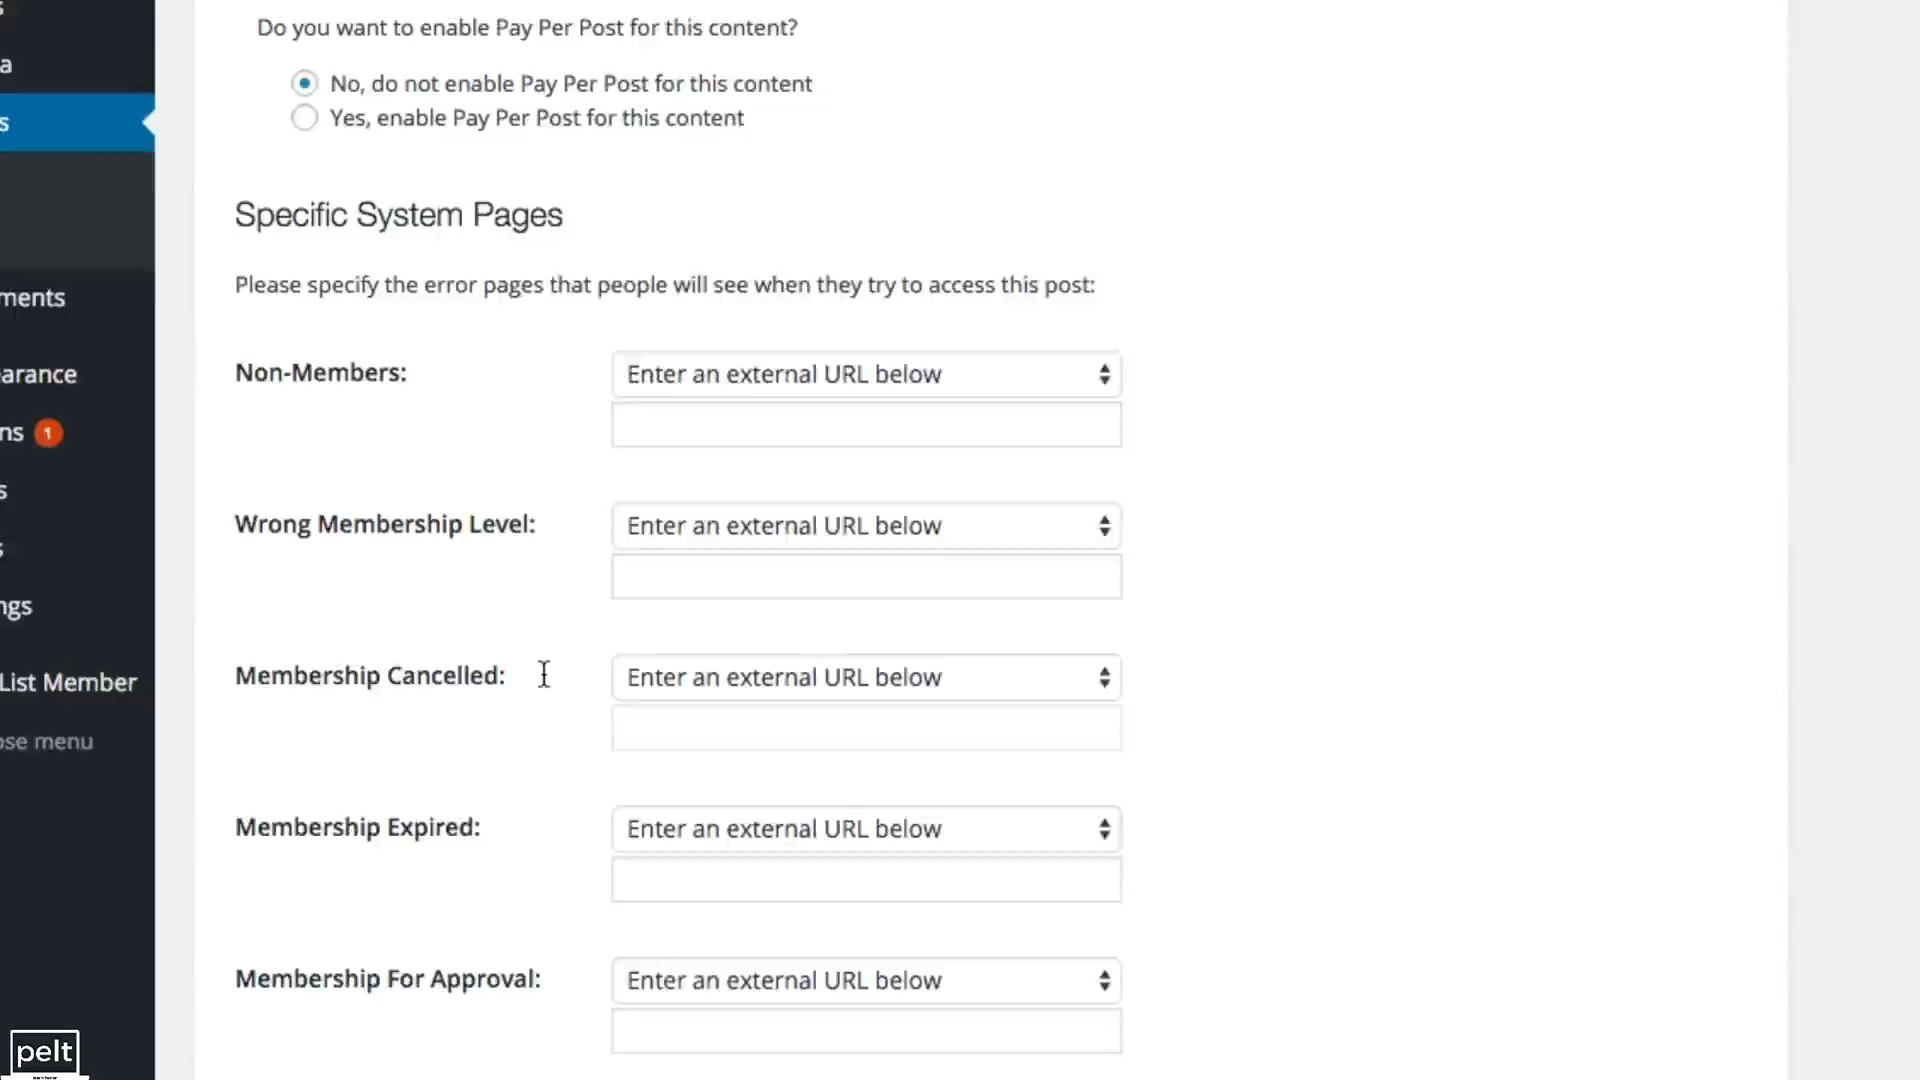 Do you want to enable Pay Per Post for this content?
No, do not enable Pay Per Post for this content
Yes, enable Pay Per Post for this content
Specific System Pages
Please specify the error pages that people will see when they try to access this post:
Non-Members:
Enter an external URL below
Wrong Membership Level:
Enter an external URL below
Membership Cancelled:
Enter an external URL below
Membership Expired:
Enter an external URL below
Membership For Approval:
Enter an external URL below
s
a
s
ments
earance
ns 1
s
s
ngs
List Member
ose menu
pelt